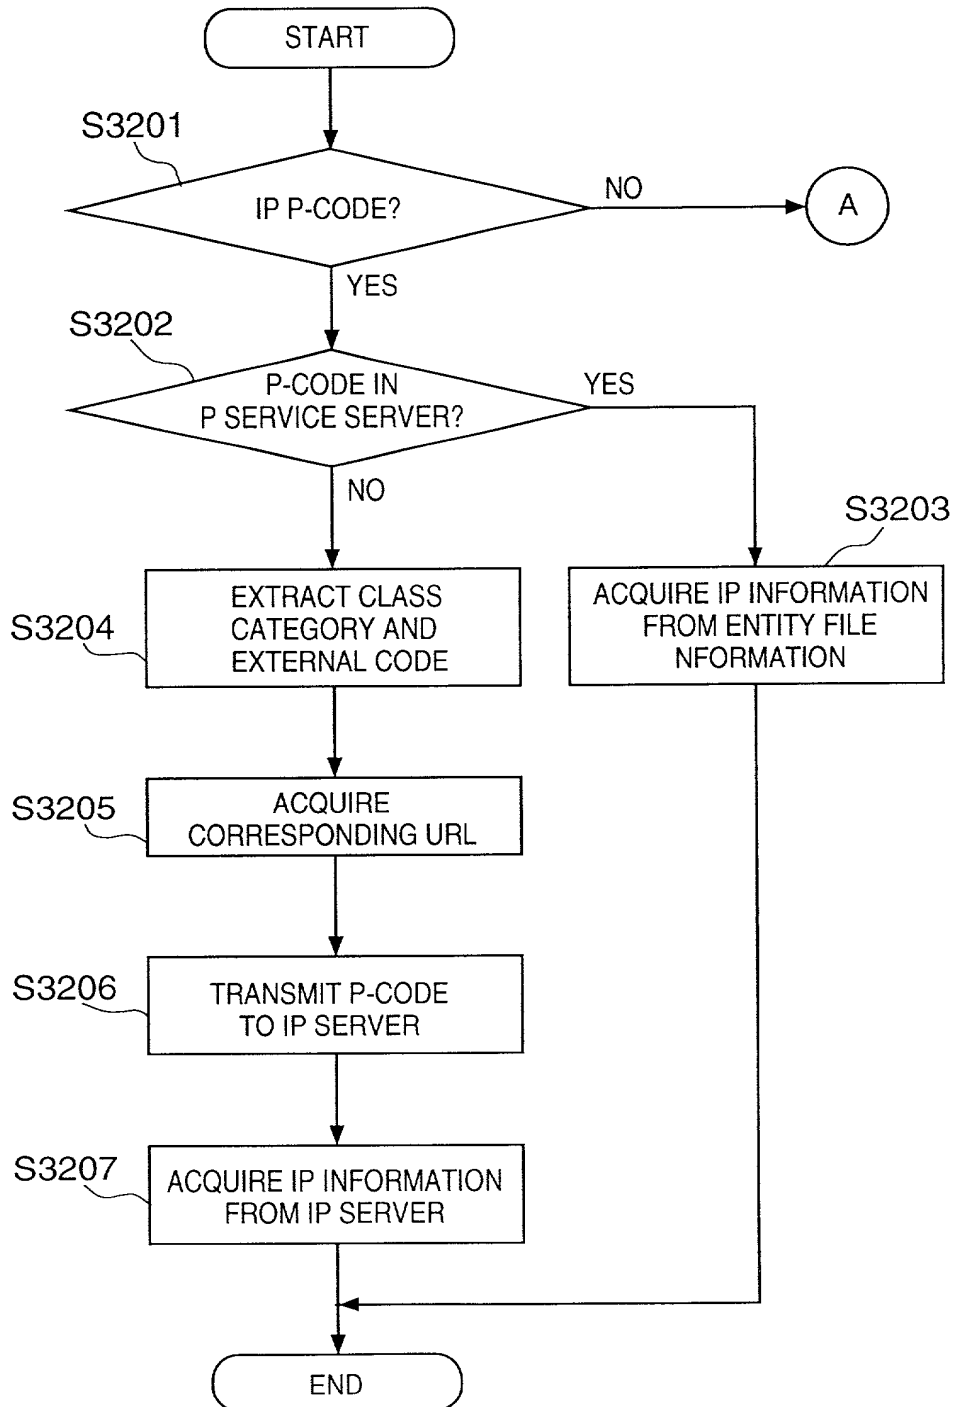 START
S3201
IP P-CODE?
NO
A
YES
S3202
P-CODE IN
P SERVICE SERVER?
YES
NO
S3203
ACQUIRE IP INFORMATION
FROM ENTITY FILE
NFORMATION
S3204
EXTRACT CLASS
CATEGORY AND
EXTERNAL CODE
S3205
ACQUIRE
CORRESPONDING URL
S3206
TRANSMIT P-CODE
TO IP SERVER
S3207
ACQUIRE IP INFORMATION
FROM IP SERVER
END